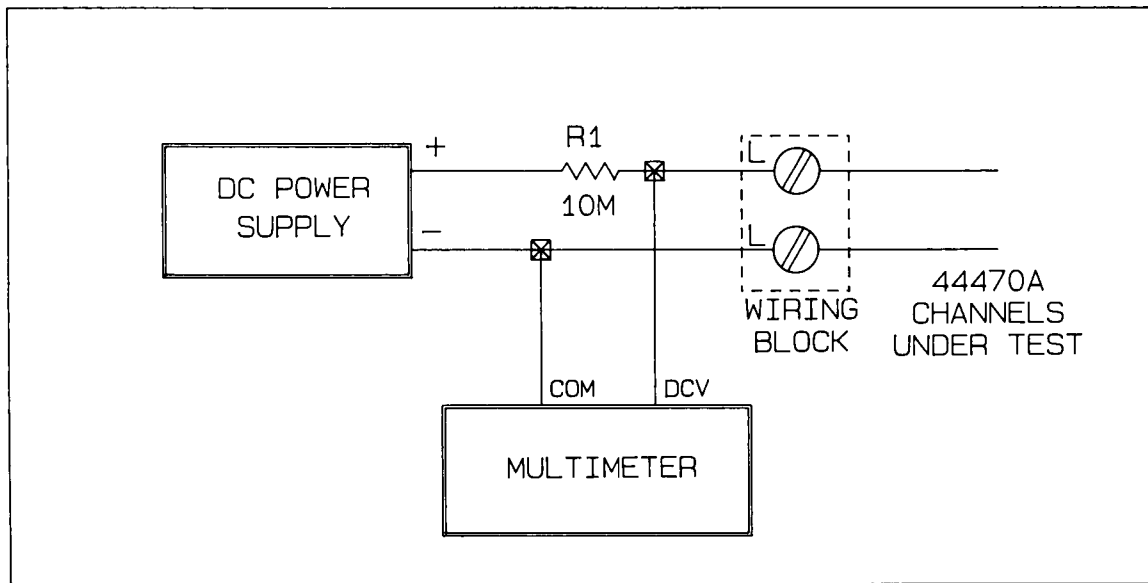 +
R1
L
DC POWER
SUPPLY
10M
-
L
44470A
CHANNELS
UNDER TEST
WIRING
BLOCK
COM
DCV
MULTIMETER